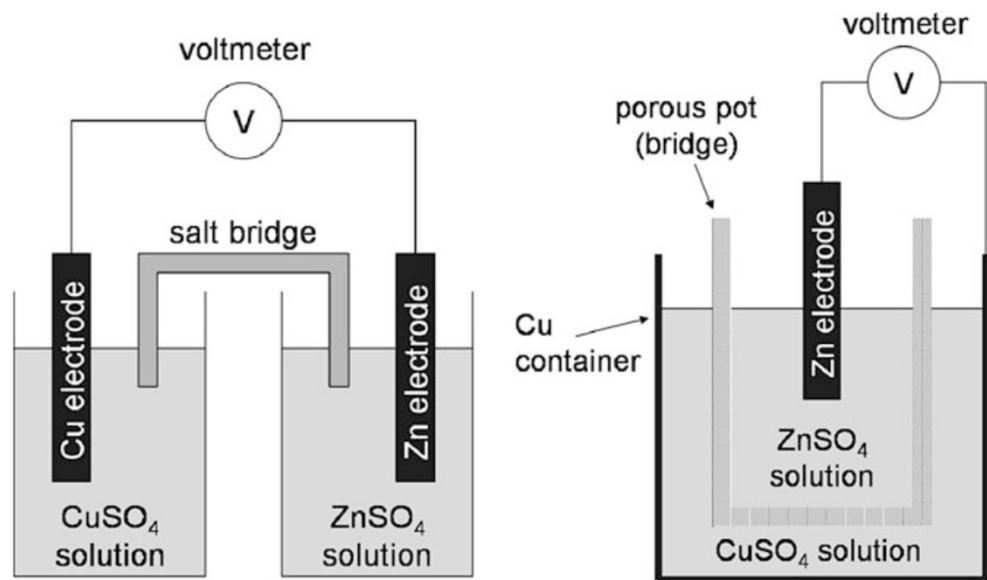 voltmeter
V
salt bridge
Cu electrode
Zn electrode
CuSO₄
solution
ZnSO₄
solution
voltmeter
V
porous pot
(bridge)
Cu
container
Zn electrode
ZnSO₄
solution
CuSO₄ solution